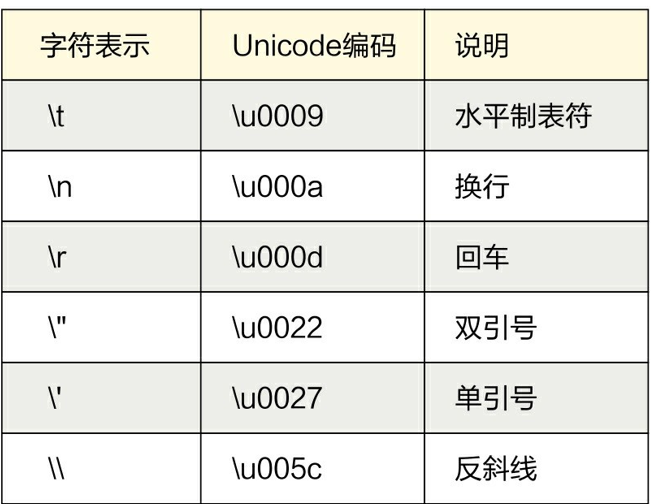 字符表示 Unicode编码 说明
\t \u0009 水平制表符
\n \u000a 换行
\r \u000d 回车
\" \u0022 双引号
\' \u0027 单引号
\\ \u005c 反斜线